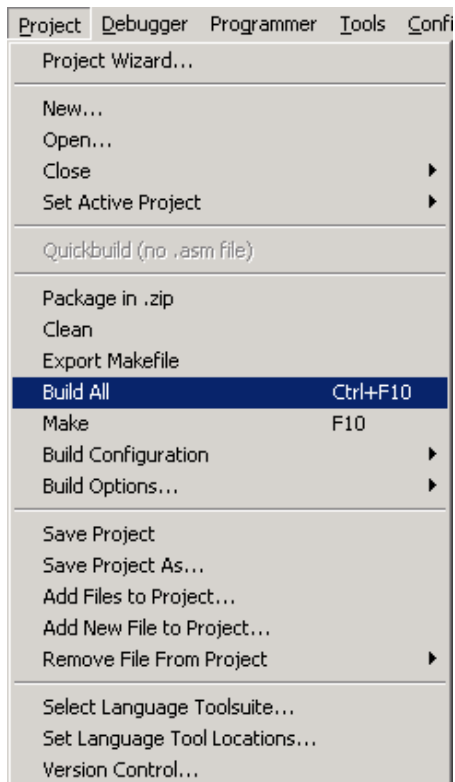 Project Debugger Programmer Tools Confi
Project Wizard...
New...
Open...
Close
Set Active Project
Quickbuild (no .asm file)
Package in .zip
Clean
Export Makefile
Build All Ctrl+F10
Make F10
Build Configuration
Build Options...
Save Project
Save Project As...
Add Files to Project...
Add New File to Project...
Remove File From Project
Select Language Toolsuite...
Set Language Tool Locations...
Version Control...